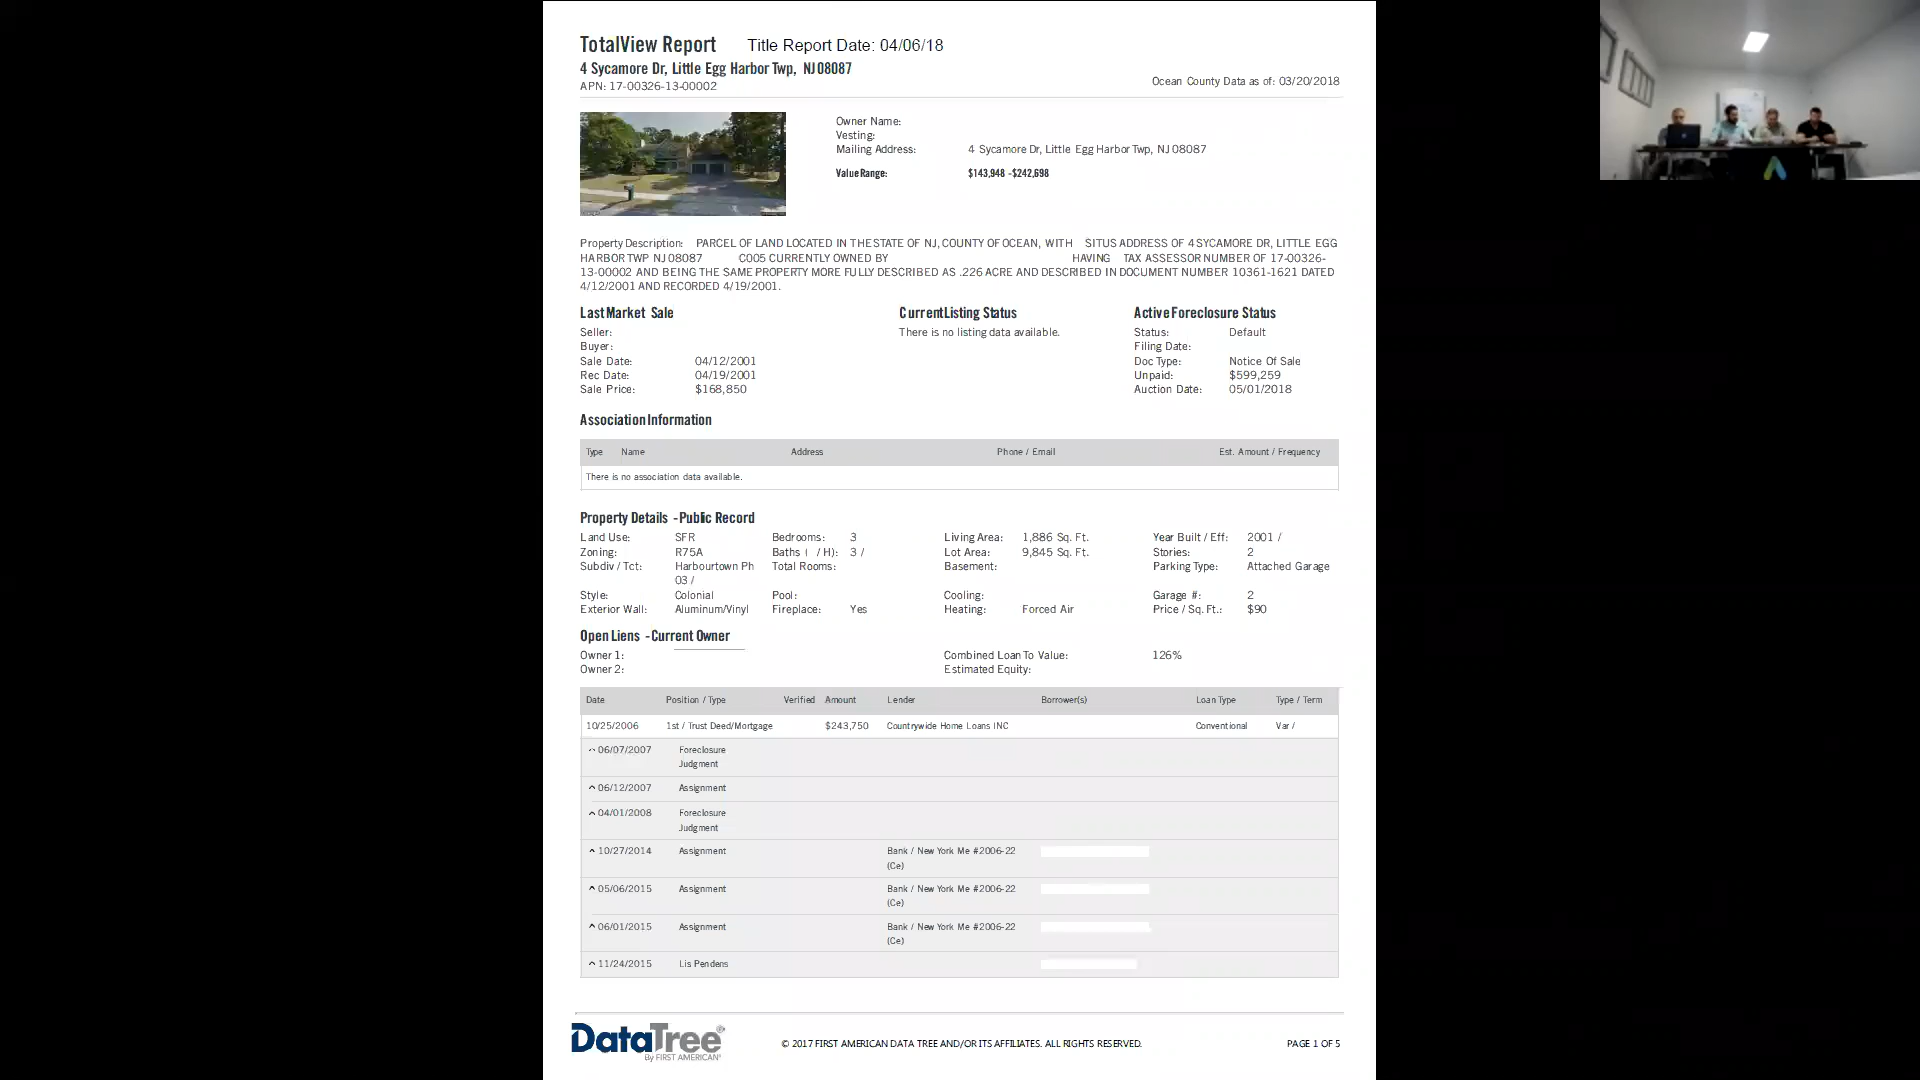 TotalView Report Title Report Date: 04/06/18
4 Sycamore Dr, Little Egg Harbor Twp, NJ 08087
APN: 17-00326-13-00002
Ocean County Data as of: 03/20/2018
Owner Name:
Vesting:
Mailing Address: 4 Sycamore Dr, Little Egg Harbor Twp, NJ 08087
Value Range: $143,948 - $242,698
Property Description: PARCEL OF LAND LOCATED IN THE STATE OF NJ, COUNTY OF OCEAN, WITH SITUS ADDRESS OF 4 SYCAMORE DR, LITTLE EGG
HARBOR TWP NJ 08087 C005 CURRENTLY OWNED BY HAVING TAX ASSESSOR NUMBER OF 17-00326-
13-00002 AND BEING THE SAME PROPERTY MORE FULLY DESCRIBED AS .226 ACRE AND DESCRIBED IN DOCUMENT NUMBER 10361-1621 DATED
4/12/2001 AND RECORDED 4/19/2001.
Last Market Sale
Seller:
Buyer:
Sale Date: 04/12/2001
Rec Date: 04/19/2001
Sale Price: $168,850
Current Listing Status
There is no listing data available.
Active Foreclosure Status
Status: Default
Filing Date:
Doc Type: Notice Of Sale
Unpaid: $599,259
Auction Date: 05/01/2018
Association Information
Type Name Address Phone / Email Est. Amount / Frequency
There is no association data available.
Property Details - Public Record
Land Use: SFR Bedrooms: 3 Living Area: 1,886 Sq. Ft. Year Built / Eff: 2001 /
Zoning: R75A Baths ( / H): 3 / Lot Area: 9,845 Sq. Ft. Stories: 2
Subdiv / Tct: Harbourtown Ph Total Rooms: Basement: Parking Type: Attached Garage
03 /
Style: Colonial Pool: Cooling: Garage #: 2
Exterior Wall: Aluminum/Vinyl Fireplace: Yes Heating: Forced Air Price / Sq. Ft.: $90
Open Liens - Current Owner
Owner 1: Combined Loan To Value: 126%
Owner 2: Estimated Equity:
Date Position / Type Verified Amount Lender Borrower(s) Loan Type Type / Term
10/25/2006 1st / Trust Deed/Mortgage $243,750 Countrywide Home Loans INC Conventional Var /
06/07/2007 Foreclosure
Judgment
06/12/2007 Assignment
04/01/2008 Foreclosure
Judgment
10/27/2014 Assignment Bank / New York Me #2006-22
(Ce)
05/06/2015 Assignment Bank / New York Me #2006-22
(Ce)
06/01/2015 Assignment Bank / New York Me #2006-22
(Ce)
11/24/2015 Lis Pendens
DataTree®
By FIRST AMERICAN®
© 2017 FIRST AMERICAN DATA TREE AND/OR ITS AFFILIATES. ALL RIGHTS RESERVED.
PAGE 1 OF 5